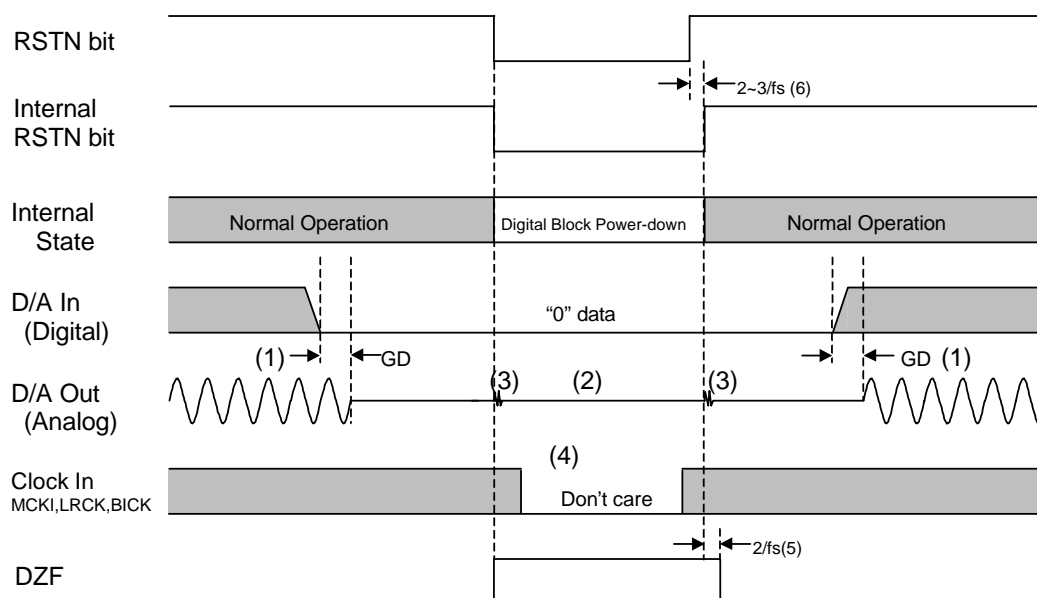 RSTN bit
2~3/fs (6)
Internal
RSTN bit
Internal
State
Normal Operation
Digital Block Power-down
Normal Operation
D/A In
(Digital)
“0” data
(1)
GD
GD
(1)
D/A Out
(Analog)
(3)
(2)
(3)
(4)
Clock In
MCKI,LRCK,BICK
Don’t care
2/fs(5)
DZF